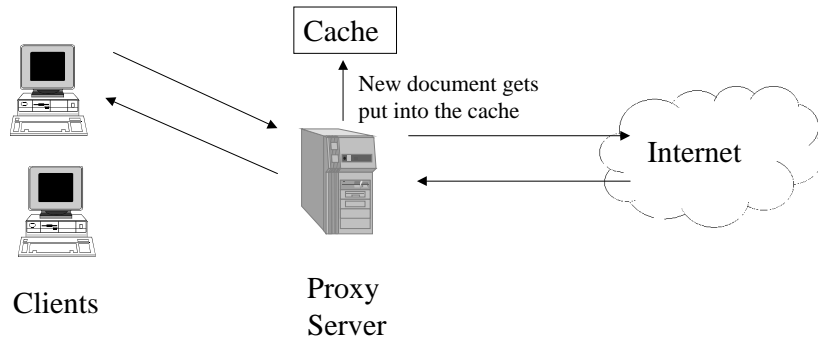 Cache
New document gets
put into the cache
Internet
Clients
Proxy
Server